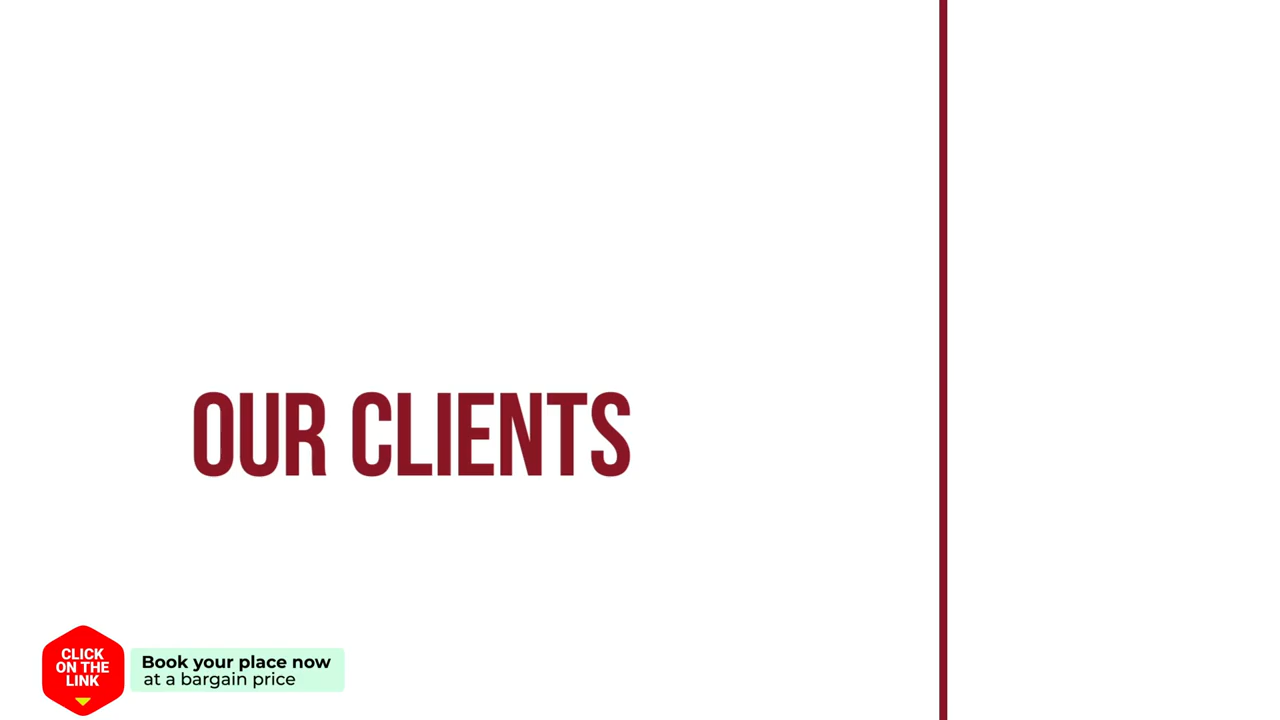 OUR CLIENTS
CLICK
ON THE
LINK
Book your place now
at a bargain price